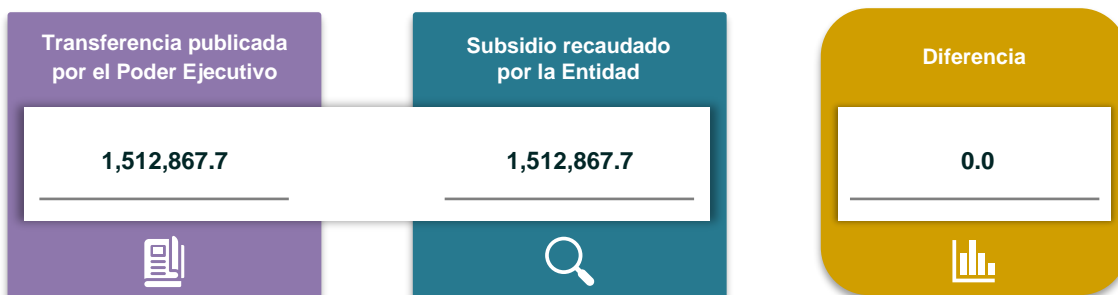 Transferencia publicada
por el Poder Ejecutivo
1,512,867.7
Subsidio recaudado
por la Entidad
1,512,867.7
Diferencia
0.0